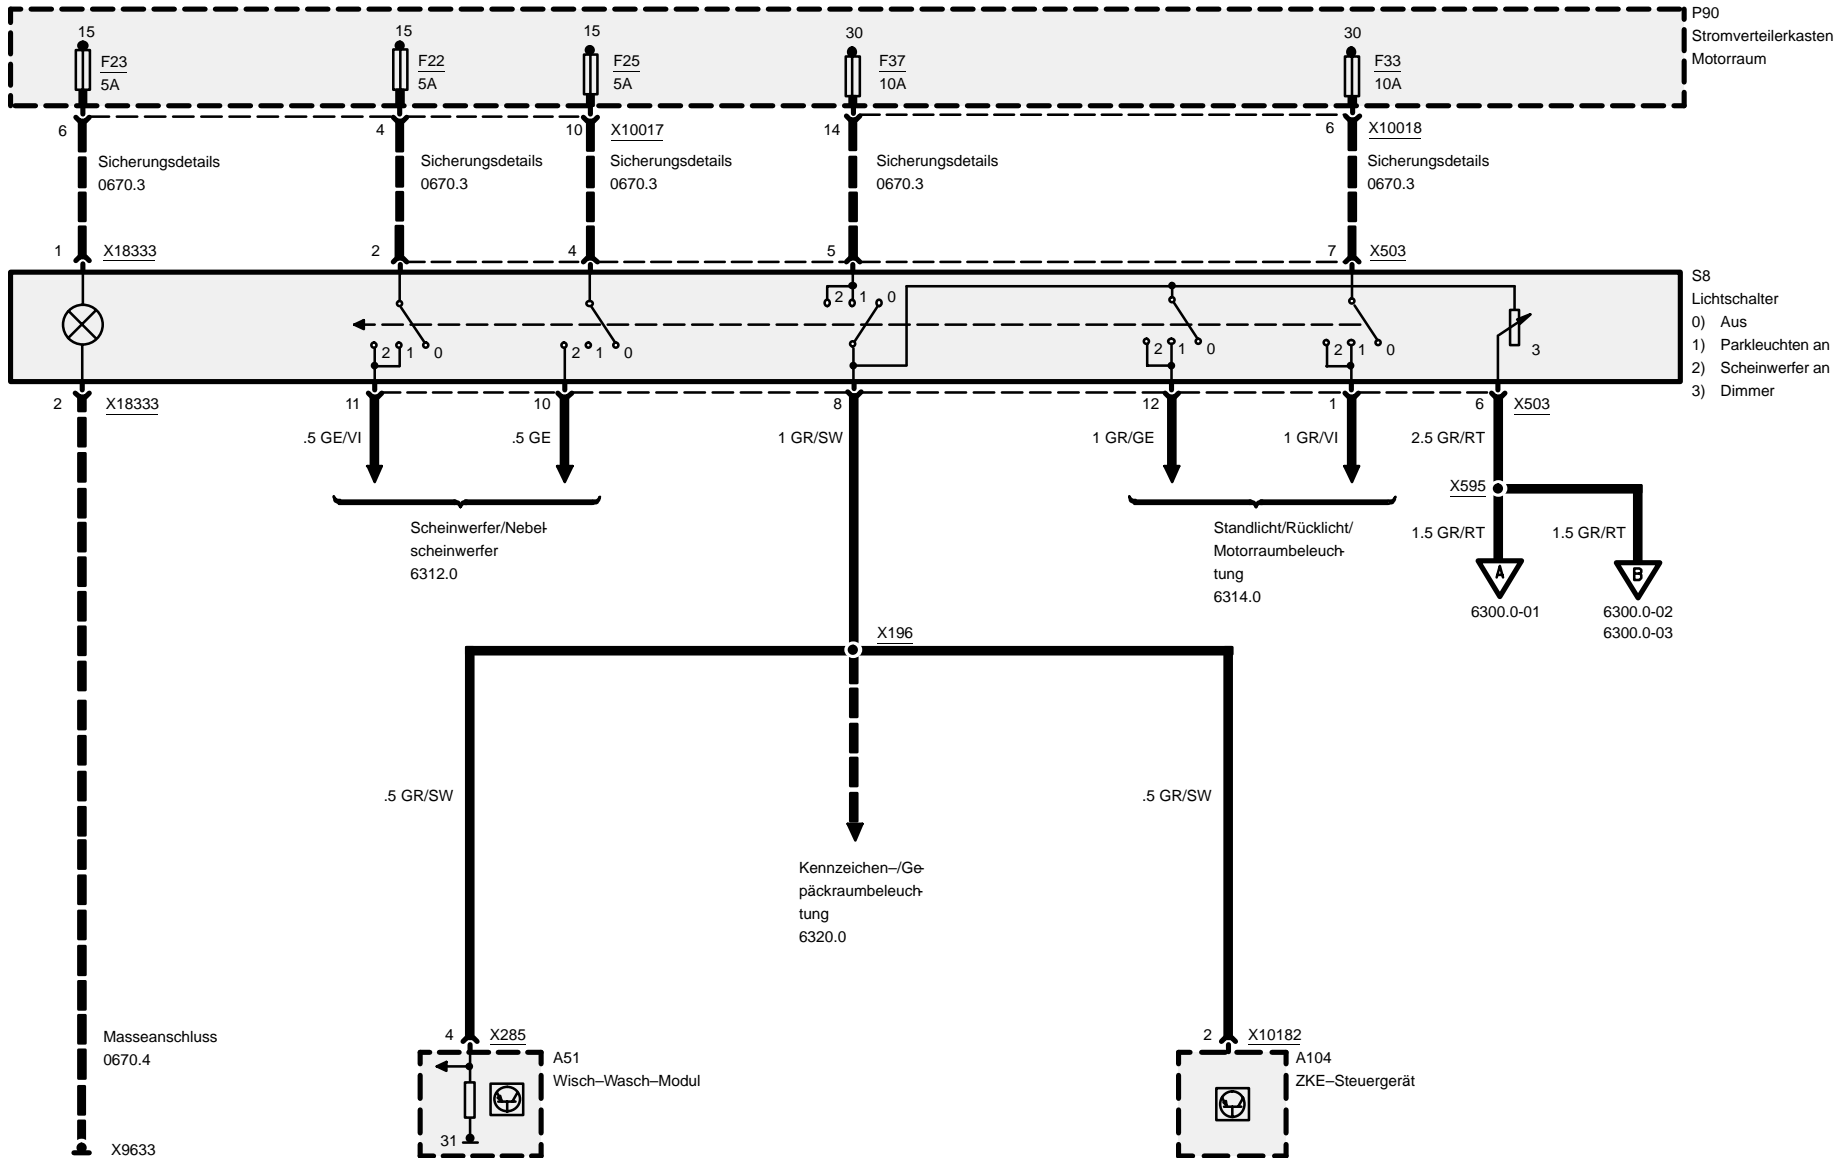 P90
Stromverteilerkasten
Motorraum
15 15 15 30 30
F23 F22 F25 F37 F33
5A 5A 5A 10A 10A
6 4 10 X10017 14 6 X10018
Sicherungsdetails Sicherungsdetails Sicherungsdetails Sicherungsdetails Sicherungsdetails
0670.3 0670.3 0670.3 0670.3 0670.3
1 X18333 2 4 5 7 X503
S8
Lichtschalter
0) Aus
1) Parkleuchten an
2) Scheinwerfer an
3) Dimmer
2 1 0
2 1 0 2 1 0 2 1 0 2 1 0 3
2 X18333 11 10 8 12 1 6 X503
.5 GE/VI .5 GE 1 GR/SW 1 GR/GE 1 GR/VI 2.5 GR/RT
X595
Scheinwerfer/Nebel-
scheinwerfer
6312.0
Standlicht/Rücklicht/
Motorraumbeleuch-
tung
6314.0
1.5 GR/RT 1.5 GR/RT
A B
6300.0-01 6300.0-02
6300.0-03
X196
.5 GR/SW .5 GR/SW
Kennzeichen–/Ge-
päckraumbeleuch-
tung
6320.0
Masseanschluss
0670.4
4 X285 2 X10182
A51
Wisch–Wasch–Modul
A104
ZKE–Steuergerät
31
X9633